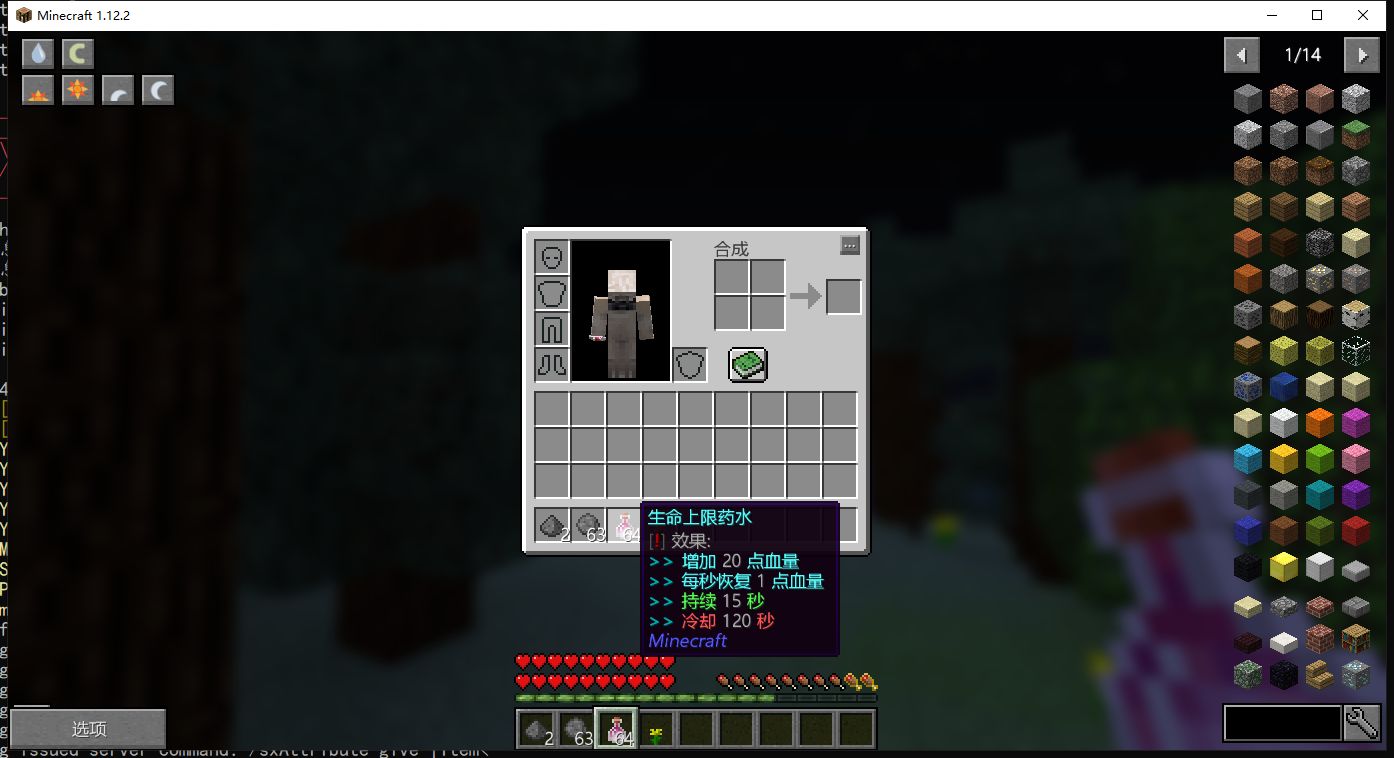 Minecraft 1.12.2
1/14
合成
...
2
63
64
生命上限药水
[!] 效果:
>> 增加 20 点血量
>> 每秒恢复 1 点血量
>> 持续 15 秒
>> 冷却 120 秒
Minecraft
选项
2
63
64
issued server command: /sxAttribute give